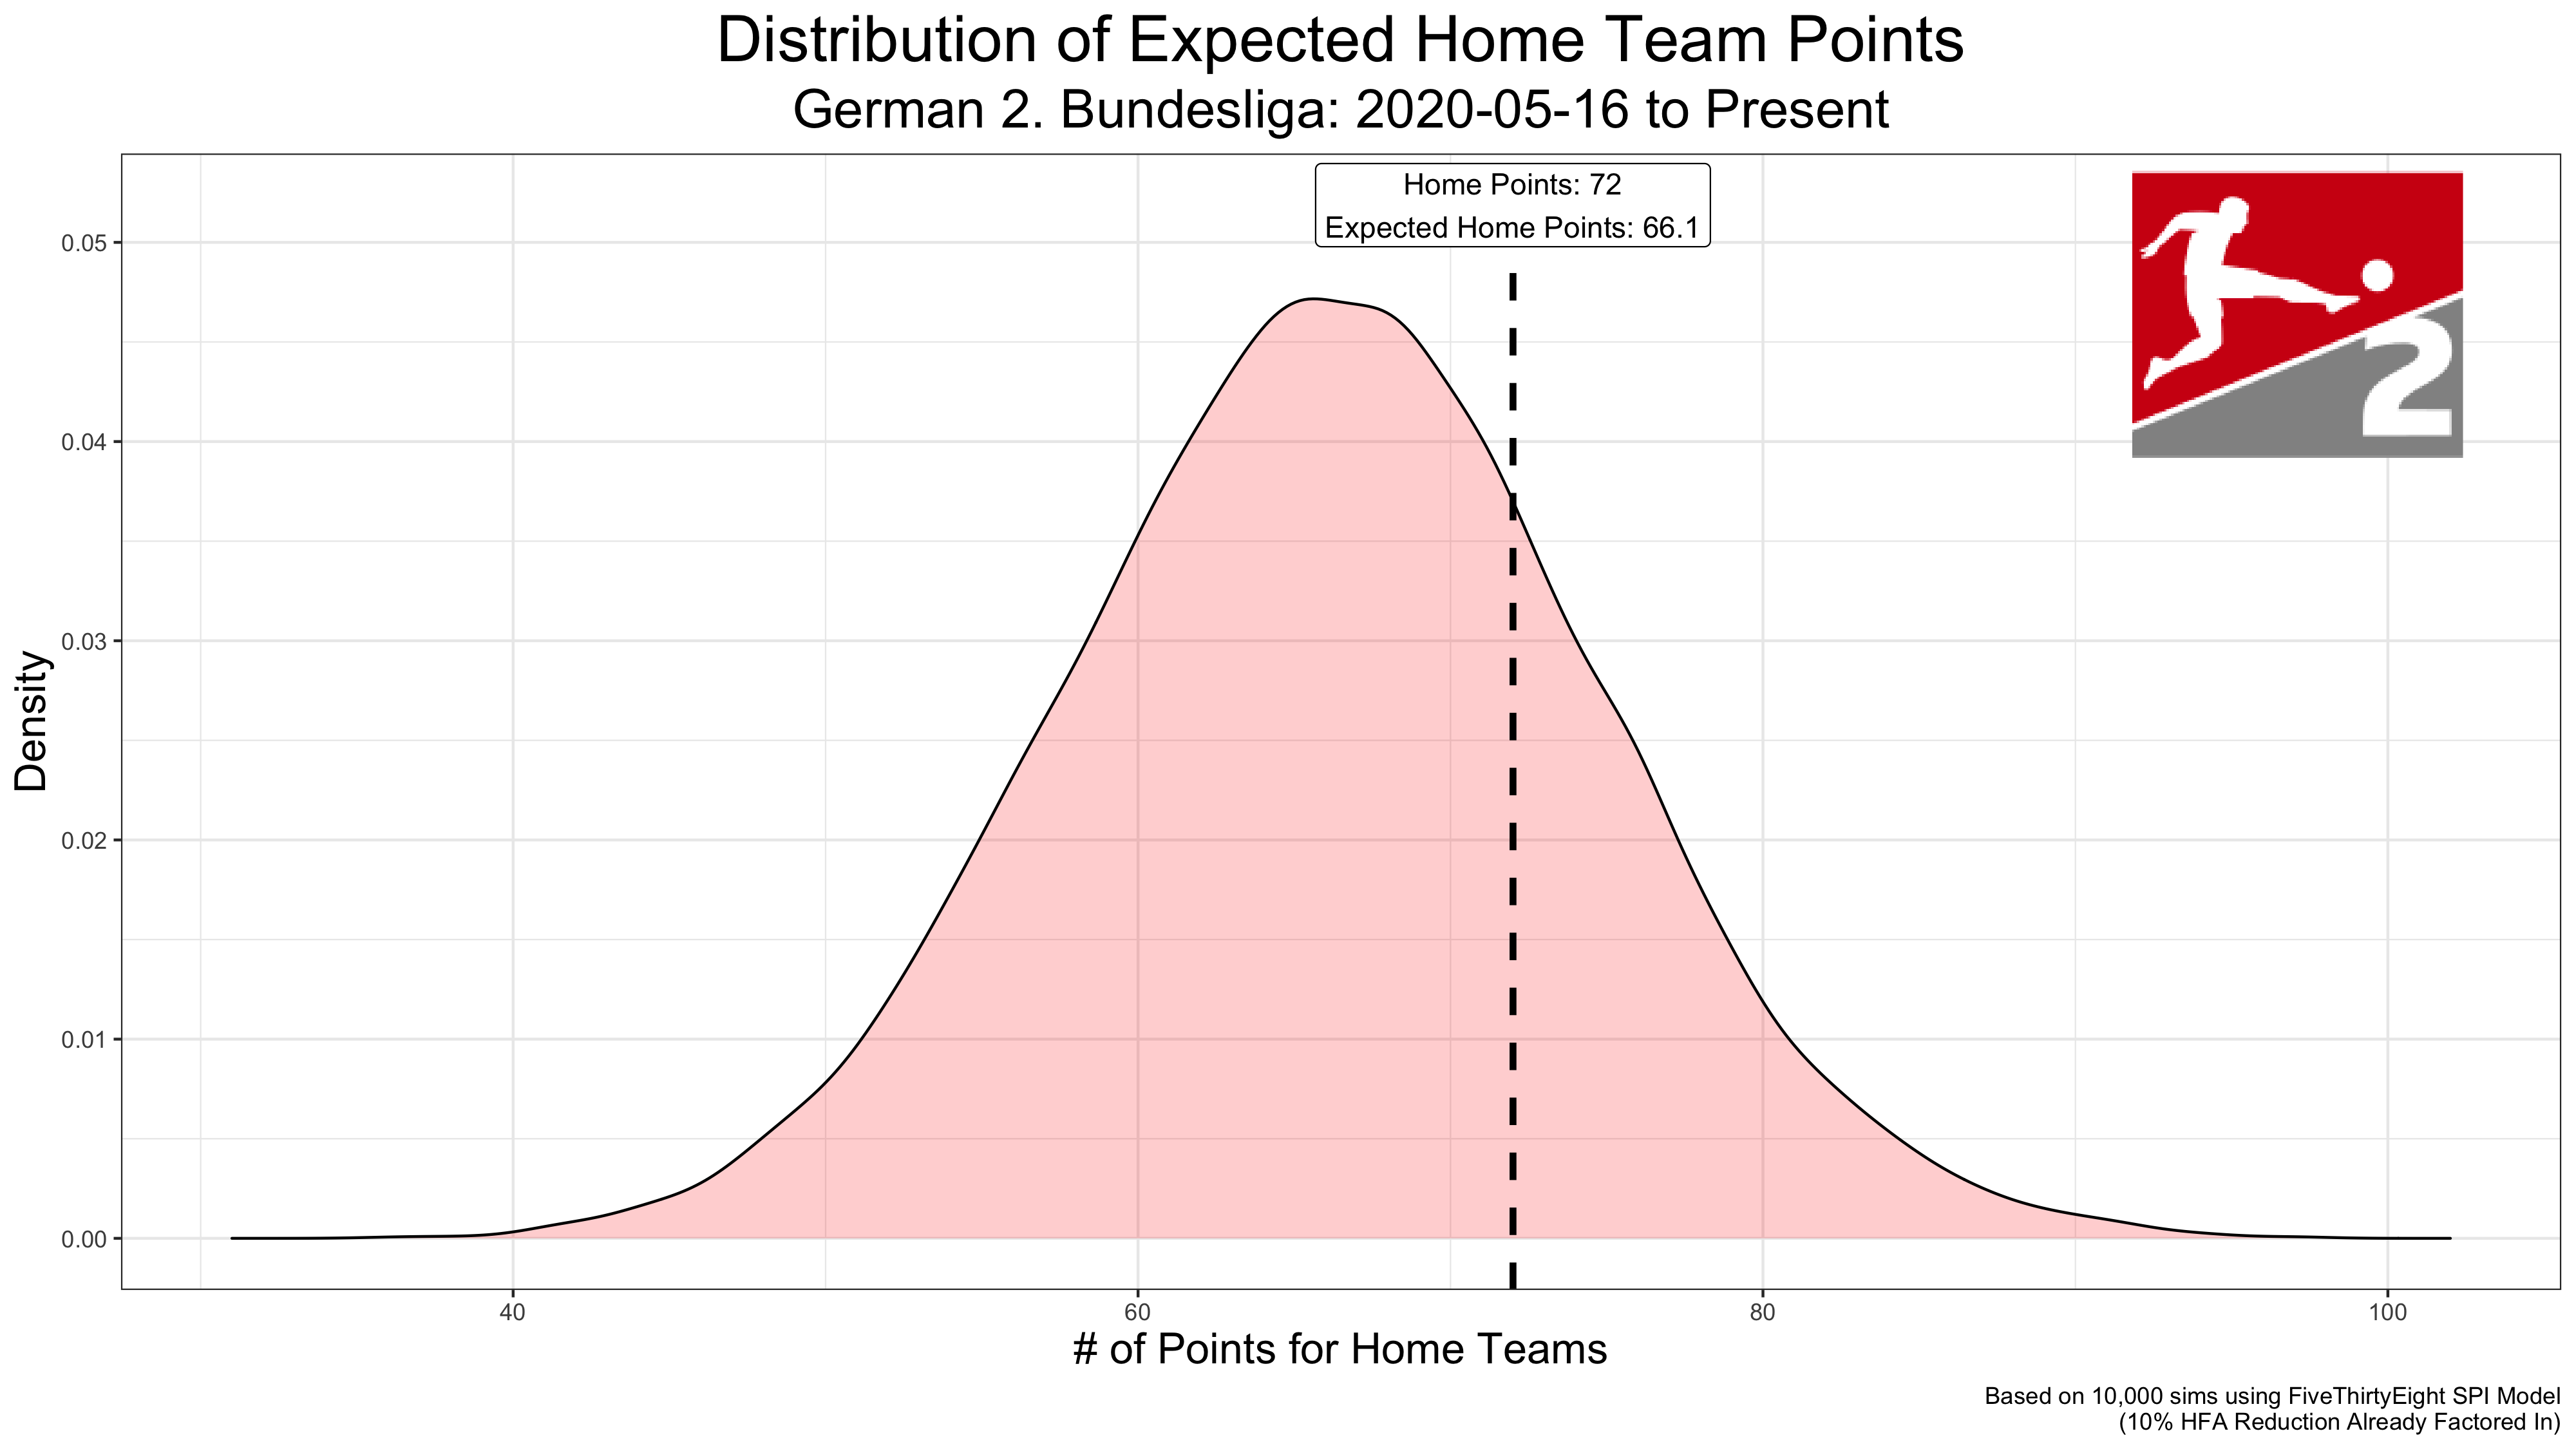 Distribution of Expected Home Team Points
German 2. Bundesliga: 2020-05-16 to Present
Home Points: 72
Expected Home Points: 66.1
2
0.05
0.04
0.03
0.02
0.01
0.00
Density
40 60 80 100
# of Points for Home Teams
Based on 10,000 sims using FiveThirtyEight SPI Model
(10% HFA Reduction Already Factored In)